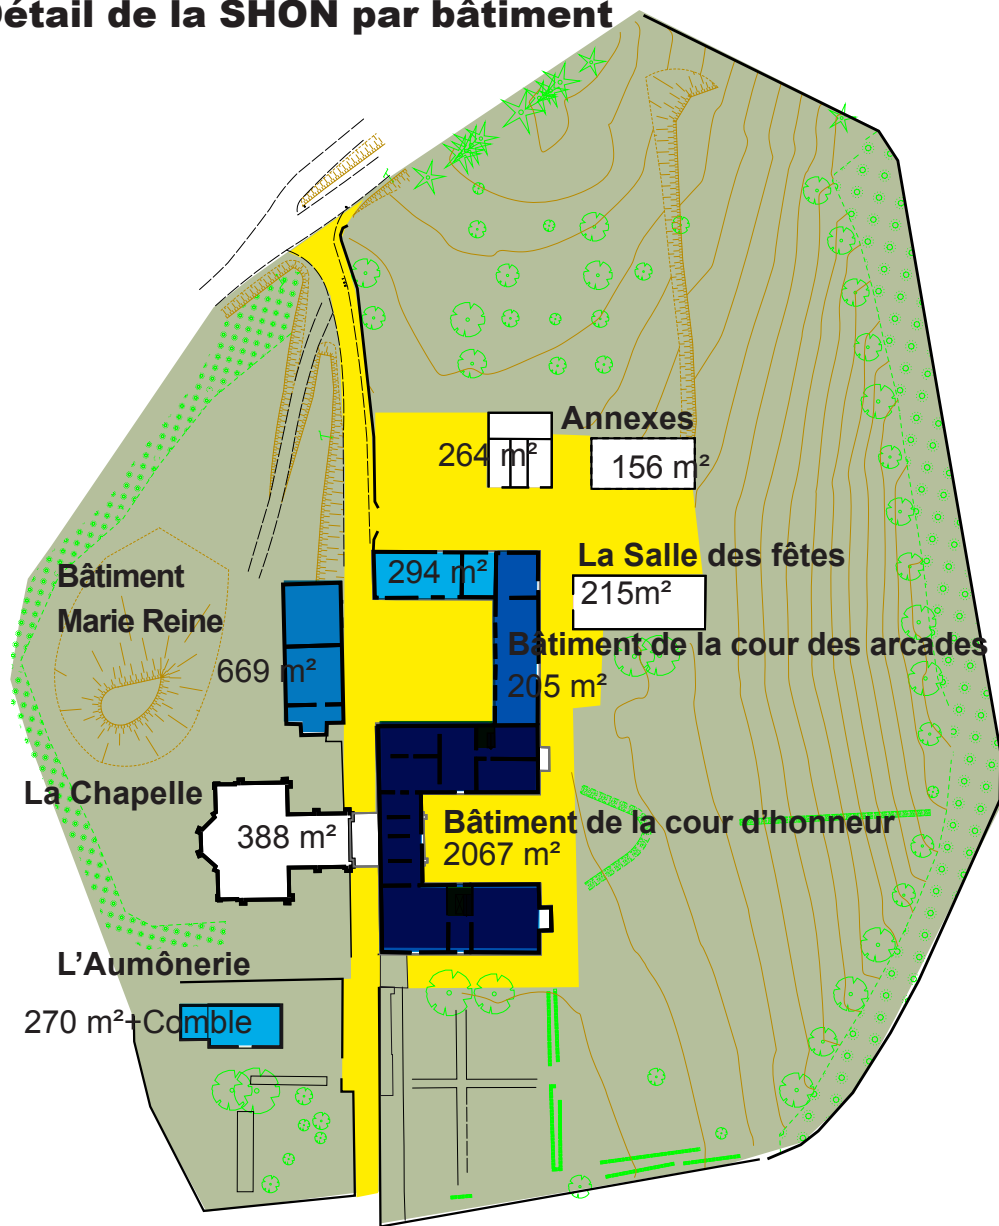 Détail de la SHON par bâtiment
Annexes
264 m²
156 m²
La Salle des fêtes
215m²
294 m²
Bâtiment
Marie Reine
669 m²
Bâtiment de la cour des arcades
205 m²
La Chapelle
388 m²
Bâtiment de la cour d’honneur
2067 m²
L’Aumônerie
270 m²+Comble